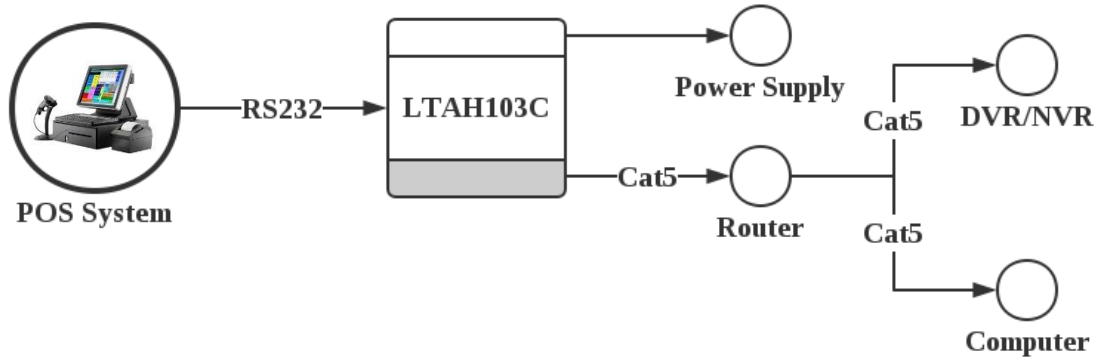 POS System
RS232
LTAH103C
Power Supply
Cat5
Router
Cat5
DVR/NVR
Cat5
Computer